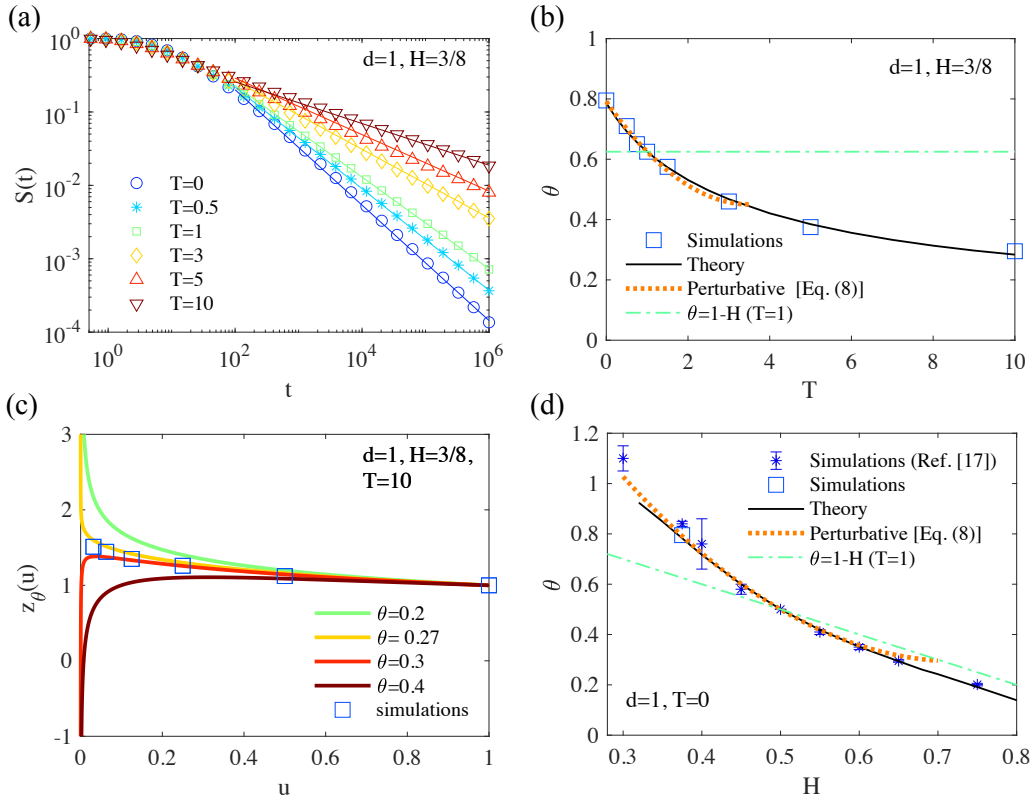 (a)
d=1, H=3/8
10^0
10^-1
10^-2
10^-3
10^-4
S(t)
T=0
T=0.5
T=1
T=3
T=5
T=10
10^0
10^2
10^4
10^6
t
(b)
d=1, H=3/8
1
0.8
0.6
0.4
0.2
0
θ
Simulations
Theory
Perturbative [Eq. (8)]
θ=1-H (T=1)
0
2
4
6
8
10
T
(c)
d=1, H=3/8,
T=10
3
2
1
0
-1
z_θ(u)
θ=0.2
θ= 0.27
θ=0.3
θ=0.4
simulations
0
0.2
0.4
0.6
0.8
1
u
(d)
1.2
1
0.8
0.6
0.4
0.2
0
θ
Simulations (Ref. [17])
Simulations
Theory
Perturbative [Eq. (8)]
θ=1-H (T=1)
d=1, T=0
0.3
0.4
0.5
0.6
0.7
0.8
H